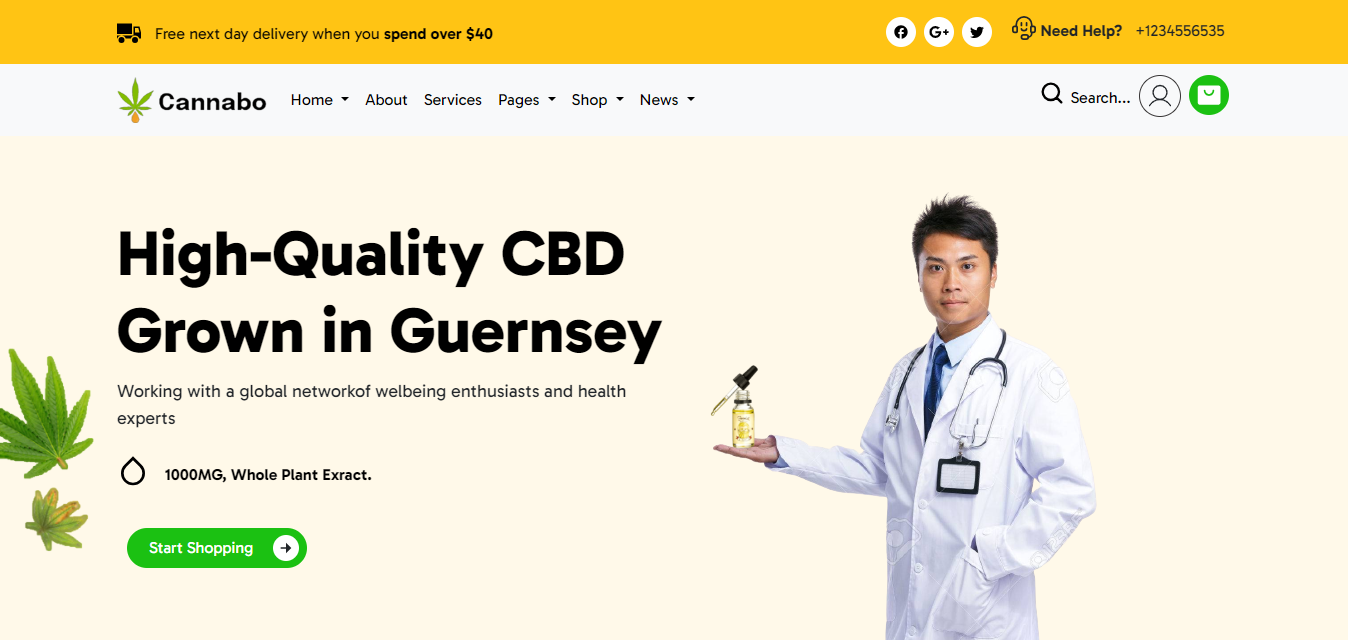 Free next day delivery when you spend over $40
G+
Need Help? +1234556535
Cannabo
Home About Services Pages Shop News
Search...
High-Quality CBD
Grown in Guernsey
Working with a global networkof welbeing enthusiasts and health
experts
1000MG, Whole Plant Exract.
Start Shopping